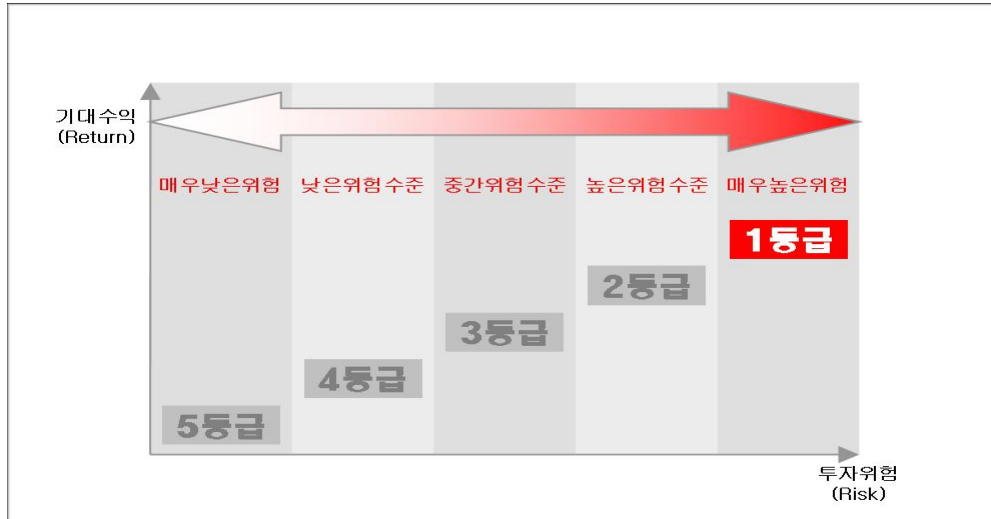 기대수익
(Return)
매우낮은위험 낮은위험수준 중간위험수준 높은위험수준 매우높은위험
1등급
2등급
3등급
4등급
5등급
투자위험
(Risk)